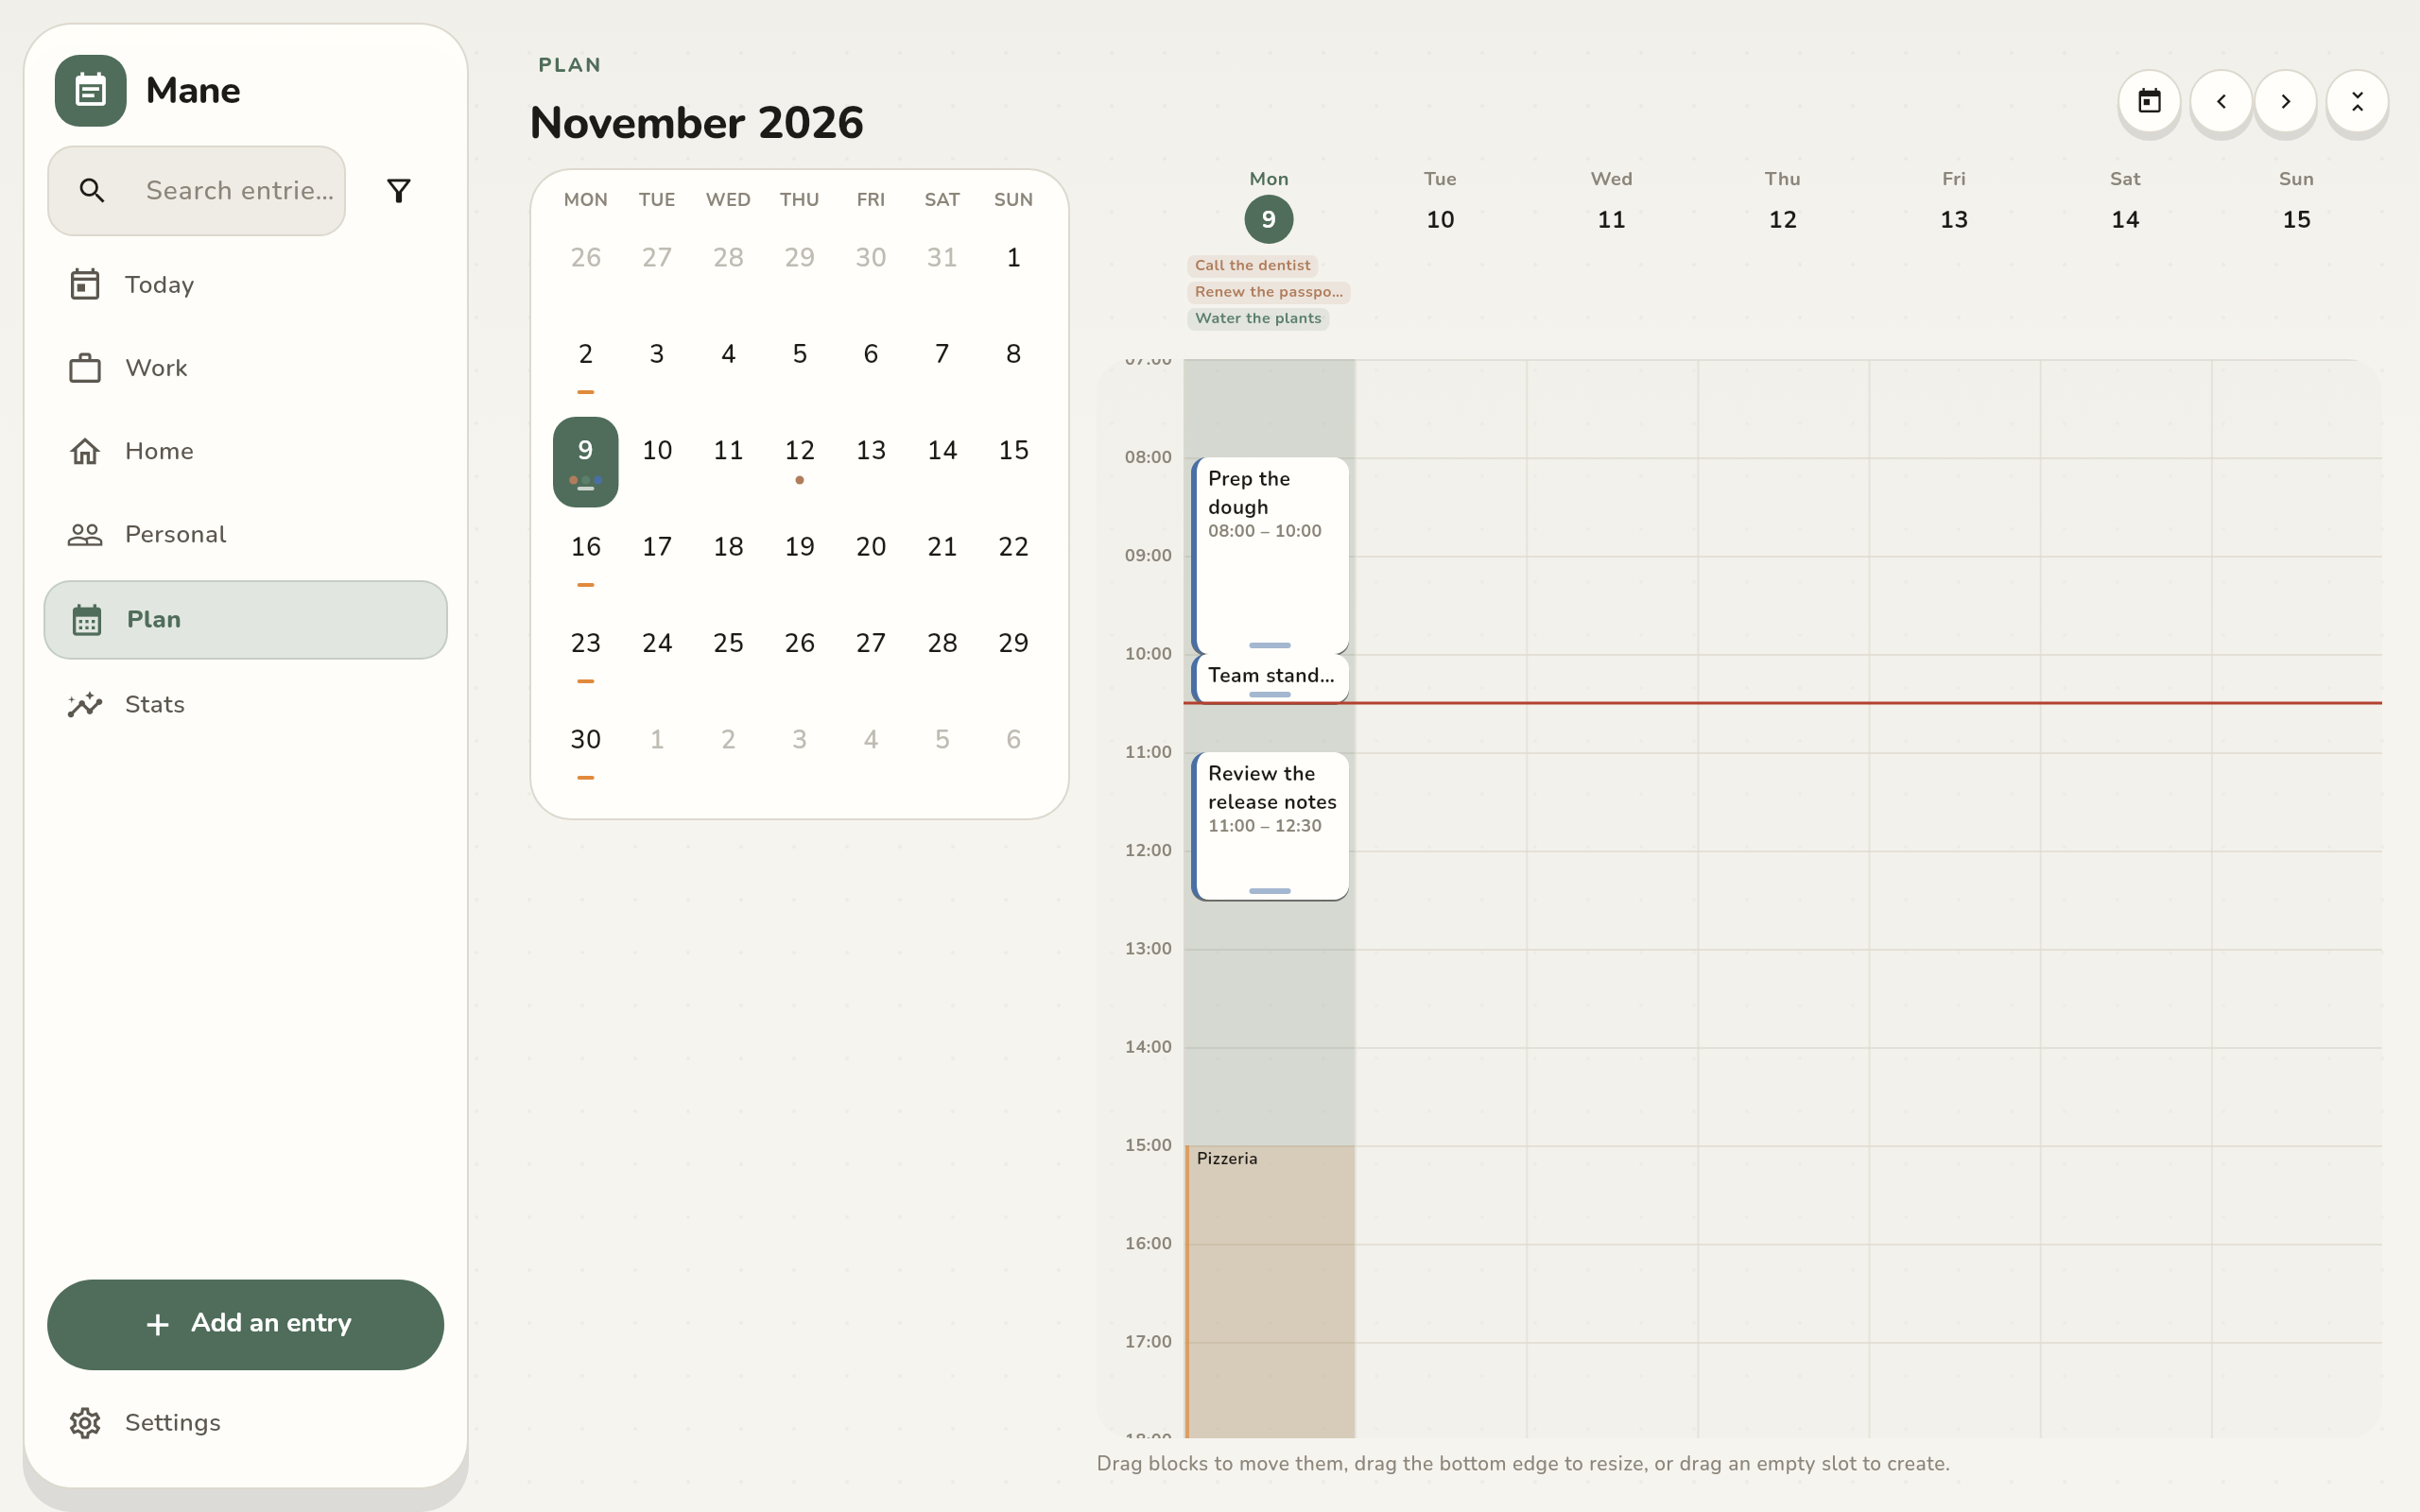 Mane
Search entrie...
Today
Work
Home
Personal
Plan
Stats
Add an entry
Settings
PLAN
November 2026
MON TUE WED THU FRI SAT SUN
26 27 28 29 30 31 1
2 3 4 5 6 7 8
9 10 11 12 13 14 15
16 17 18 19 20 21 22
23 24 25 26 27 28 29
30 1 2 3 4 5 6
Mon Tue Wed Thu Fri Sat Sun
9 10 11 12 13 14 15
Call the dentist
Renew the passpo...
Water the plants
07:00
08:00
Prep the
dough
08:00 – 10:00
09:00
10:00
Team stand...
11:00
Review the
release notes
11:00 – 12:30
12:00
13:00
14:00
15:00
Pizzeria
16:00
17:00
18:00
Drag blocks to move them, drag the bottom edge to resize, or drag an empty slot to create.